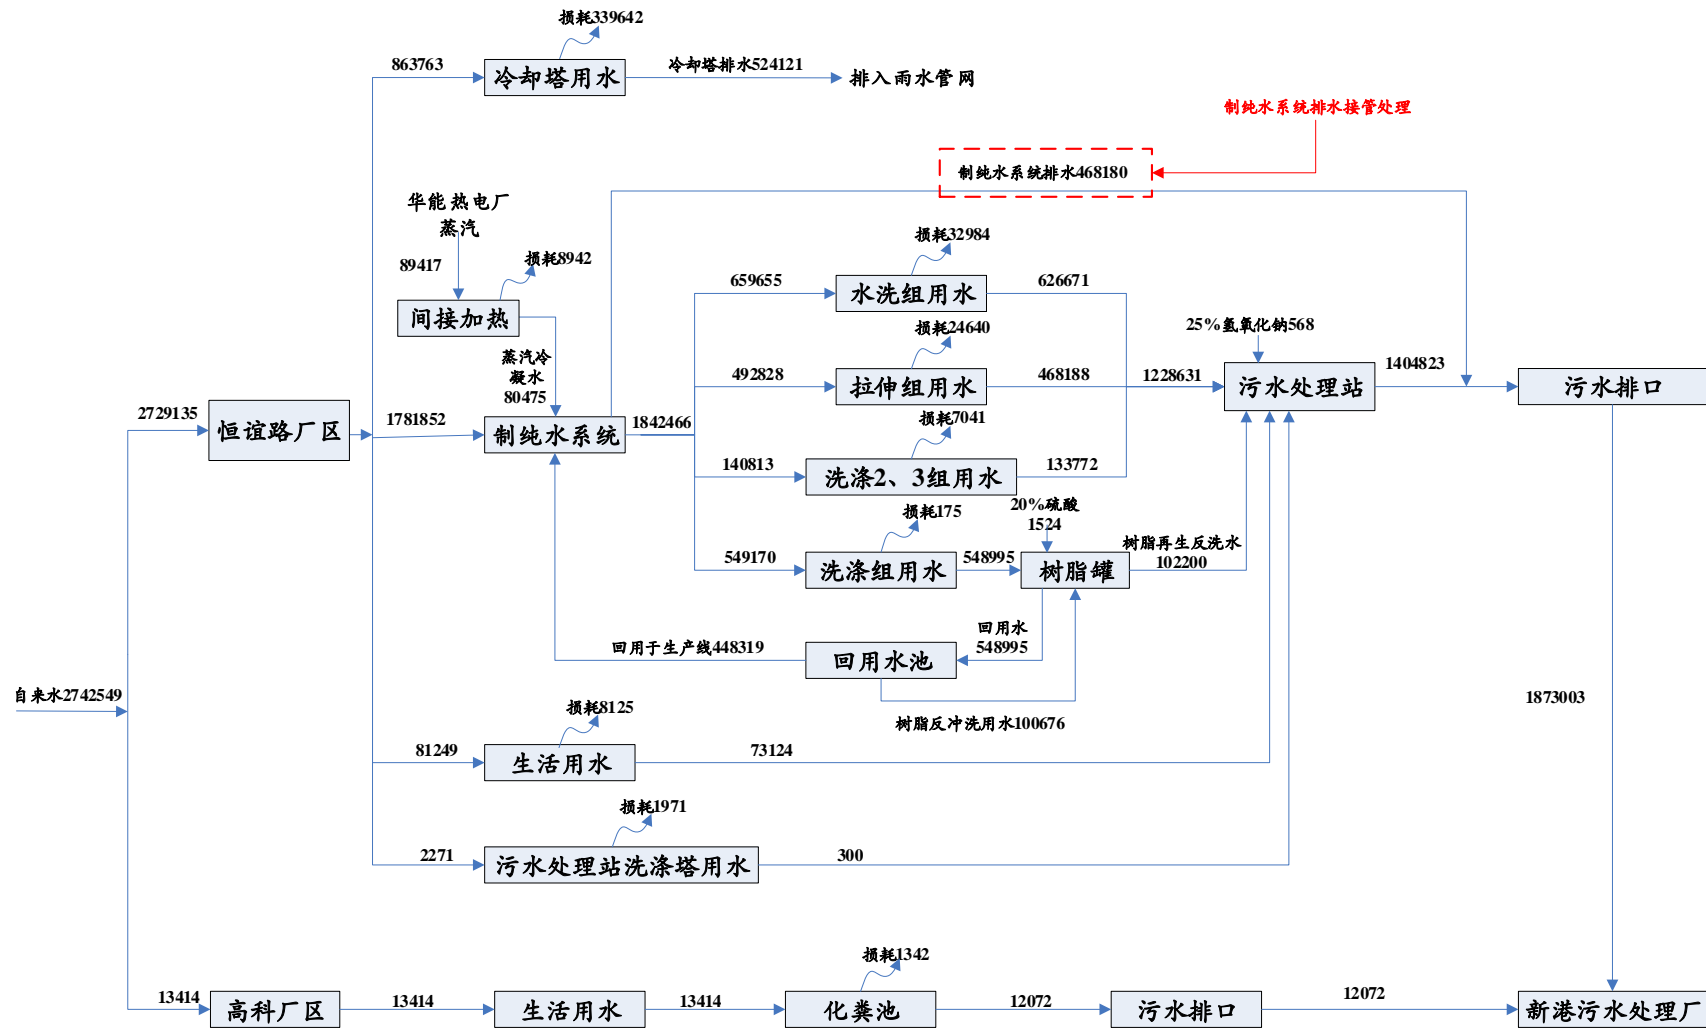 损耗339642
863763
冷却塔用水
冷却塔排水524121
排入雨水管网
制纯水系统排水接管处理
制纯水系统排水468180
华能热电厂
蒸汽
89417
损耗8942
间接加热
蒸汽冷
凝水
80475
损耗32984
659655
水洗组用水
626671
损耗24640
492828
拉伸组用水
468188
1228631
25%氢氧化钠568
污水处理站
1404823
污水排口
2729135
恒谊路厂区
1781852
制纯水系统
1842466
损耗7041
140813
洗涤2、3组用水
133772
损耗175
549170
洗涤组用水
548995
20%硫酸
1524
树脂罐
树脂再生反洗水
102200
回用于生产线448319
回用水池
回用水
548995
树脂反冲洗用水100676
自来水2742549
1873003
损耗8125
81249
生活用水
73124
损耗1971
2271
污水处理站洗涤塔用水
300
损耗1342
13414
高科厂区
13414
生活用水
13414
化粪池
12072
污水排口
12072
新港污水处理厂